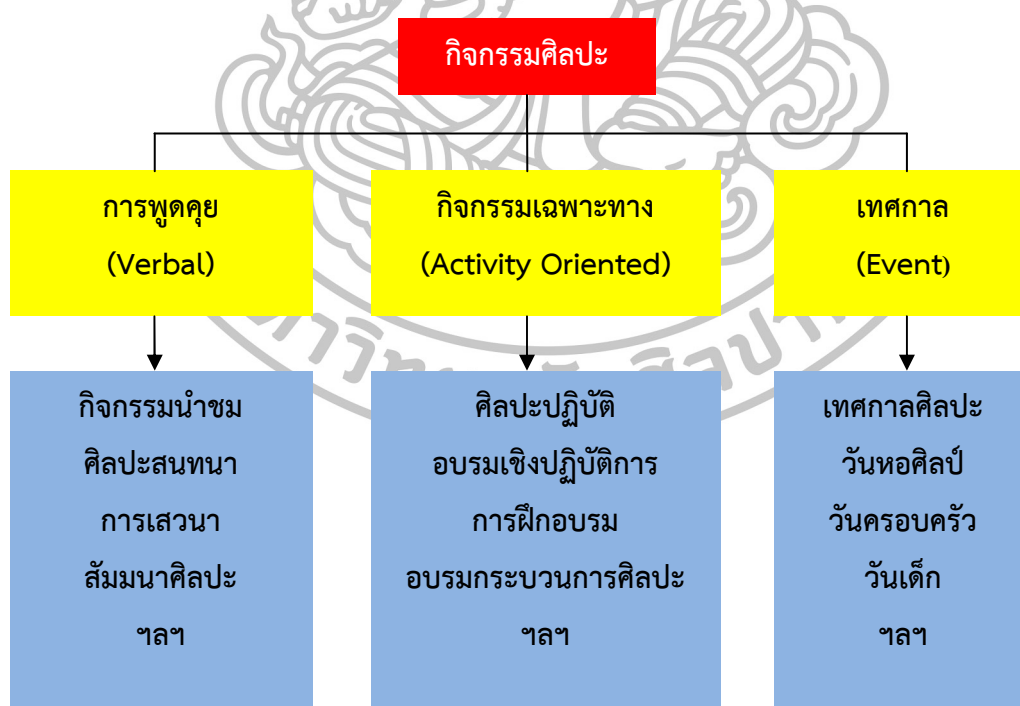 กิจกรรมศิลปะ
การพูดคุย
(Verbal)
กิจกรรมเฉพาะทาง
(Activity Oriented)
เทศกาล
(Event)
กิจกรรมนำชม
ศิลปะสนทนา
การเสวนา
สัมมนาศิลปะ
ฯลฯ
ศิลปะปฏิบัติ
อบรมเชิงปฏิบัติการ
การฝึกอบรม
อบรมกระบวนการศิลปะ
ฯลฯ
เทศกาลศิลปะ
วันหอศิลป์
วันครอบครัว
วันเด็ก
ฯลฯ